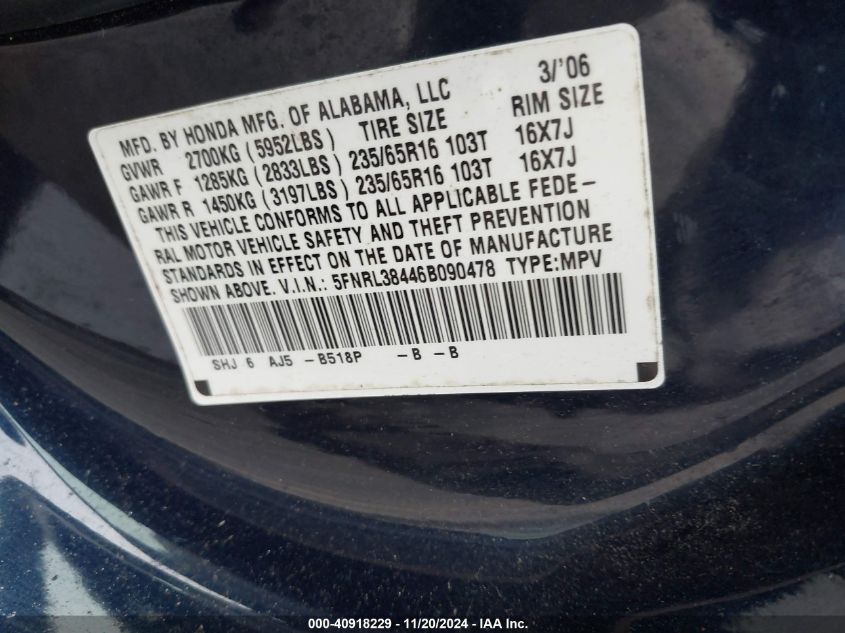 MFD. BY HONDA MFG. OF ALABAMA, LLC 3/'06
GVWR 2700KG (5952LBS) TIRE SIZE RIM SIZE
GAWR F 1285KG (2833LBS) 235/65R16 103T 16X7J
GAWR R 1450KG (3197LBS) 235/65R16 103T 16X7J
THIS VEHICLE CONFORMS TO ALL APPLICABLE FEDE-
RAL MOTOR VEHICLE SAFETY AND THEFT PREVENTION
STANDARDS IN EFFECT ON THE DATE OF MANUFACTURE
SHOWN ABOVE. V.I.N.: 5FNRL38446B090478 TYPE:MPV
SHJ 6 AJ5 -B518P -B -B
000-40918229 - 11/20/2024 - IAA Inc.